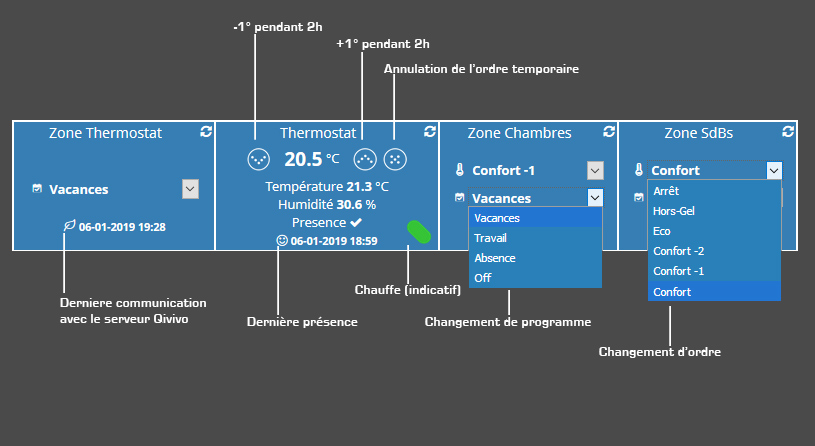 -1° pendant 2h
+1° pendant 2h
Annulation de l'ordre temporaire
Zone Thermostat
Vacances
06-01-2019 19:28
Thermostat
20.5 °C
Température 21.3 °C
Humidité 30.6 %
Presence
06-01-2019 18:59
Zone Chambres
Confort -1
Vacances
Vacances
Travail
Absence
Off
Zone SdBs
Confort
Arrêt
Hors-Gel
Eco
Confort -2
Confort -1
Confort
Derniere communication
avec le serveur Qivivo
Dernière présence
Chauffe (indicatif)
Changement de programme
Changement d'ordre